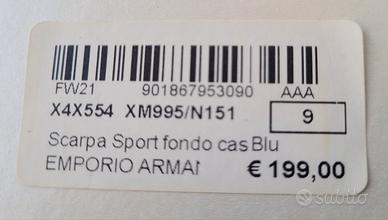 FW21 901867953090 AAA
X4X554 XM995/N151 9
Scarpa Sport fondo cas Blu
EMPORIO ARMAI € 199,00
subito